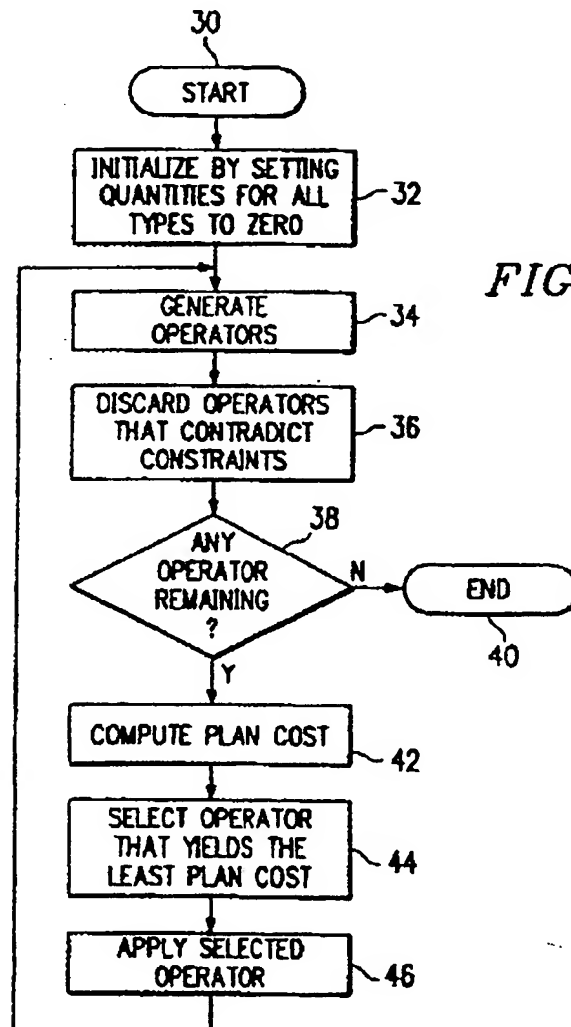 30
START
INITIALIZE BY SETTING
QUANTITIES FOR ALL
TYPES TO ZERO
32
FIG
GENERATE
OPERATORS
34
DISCARD OPERATORS
THAT CONTRADICT
CONSTRAINTS
36
38
ANY
OPERATOR
REMAINING
?
N
END
40
Y
COMPUTE PLAN COST
42
SELECT OPERATOR
THAT YIELDS THE
LEAST PLAN COST
44
APPLY SELECTED
OPERATOR
46